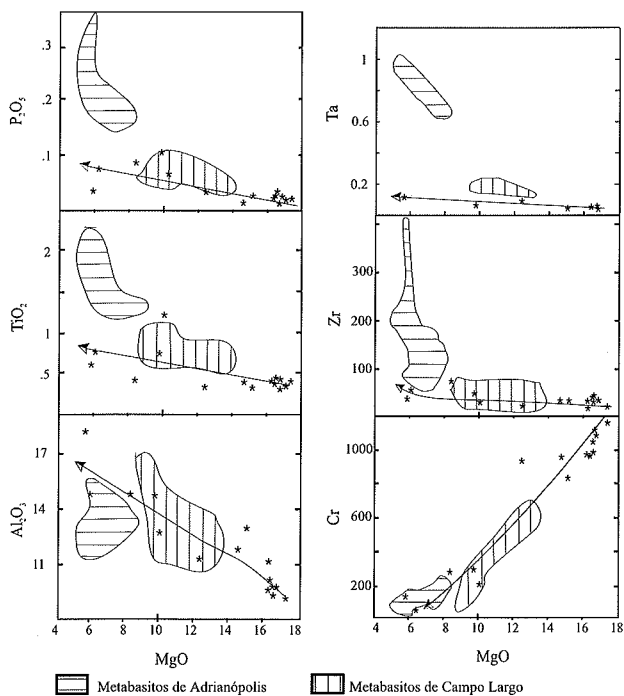 P₂O₅
.3
.2
.1
TiO₂
2
1
.5
Al₂O₃
17
14
11
4 6 8 10 12 14 16 18
MgO
Ta
1
0.6
0.2
Zr
300
200
100
Cr
1000
600
200
4 6 8 10 12 14 16 18
MgO
Metabasitos de Adrianópolis
Metabasitos de Campo Largo